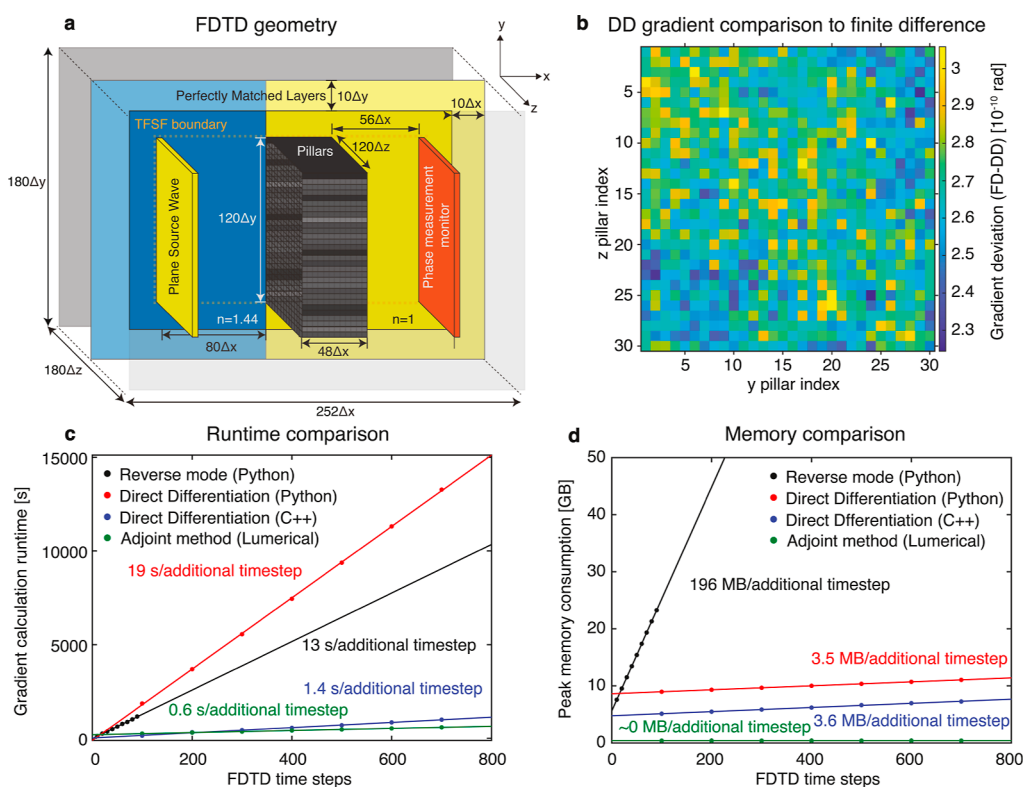 a
FDTD geometry
y
x
z
Perfectly Matched Layers
10Δy
10Δx
TFSF boundary
56Δx
120Δz
Pillars
180Δy
120Δy
Plane Source Wave
Phase measurement
monitor
n=1.44
n=1
80Δx
48Δx
180Δz
252Δx
b
DD gradient comparison to finite difference
z pillar index
5
10
15
20
25
30
5
10
15
20
25
30
y pillar index
3
2.9
2.8
2.7
2.6
2.5
2.4
2.3
Gradient deviation (FD-DD) [10⁻¹⁰ rad]
c
Runtime comparison
Gradient calculation runtime [s]
15000
10000
5000
0
Reverse mode (Python)
Direct Differentiation (Python)
Direct Dfferentiation (C++)
Adjoint method (Lumerical)
19 s/additional timestep
13 s/additional timestep
1.4 s/additional timestep
0.6 s/additional timestep
0
200
400
600
800
FDTD time steps
d
Memory comparison
Peak memory consumption [GB]
50
40
30
20
10
0
Reverse mode (Python)
Direct Differentiation (Python)
Direct Dfferentiation (C++)
Adjoint method (Lumerical)
196 MB/additional timestep
3.5 MB/additional timestep
~0 MB/additional timestep
3.6 MB/additional timestep
0
200
400
600
800
FDTD time steps